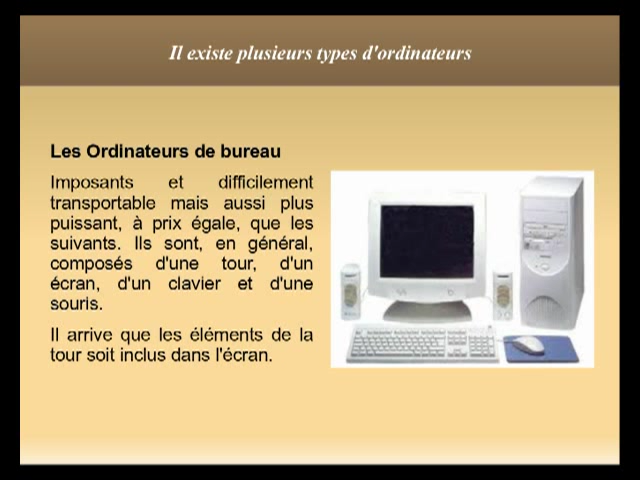 Il existe plusieurs types d'ordinateurs
Les Ordinateurs de bureau
Imposants et difficilement
transportable mais aussi plus
puissant, à prix égale, que les
suivants. Ils sont, en général,
composés d'une tour, d'un
écran, d'un clavier et d'une
souris.
Il arrive que les éléments de la
tour soit inclus dans l'écran.